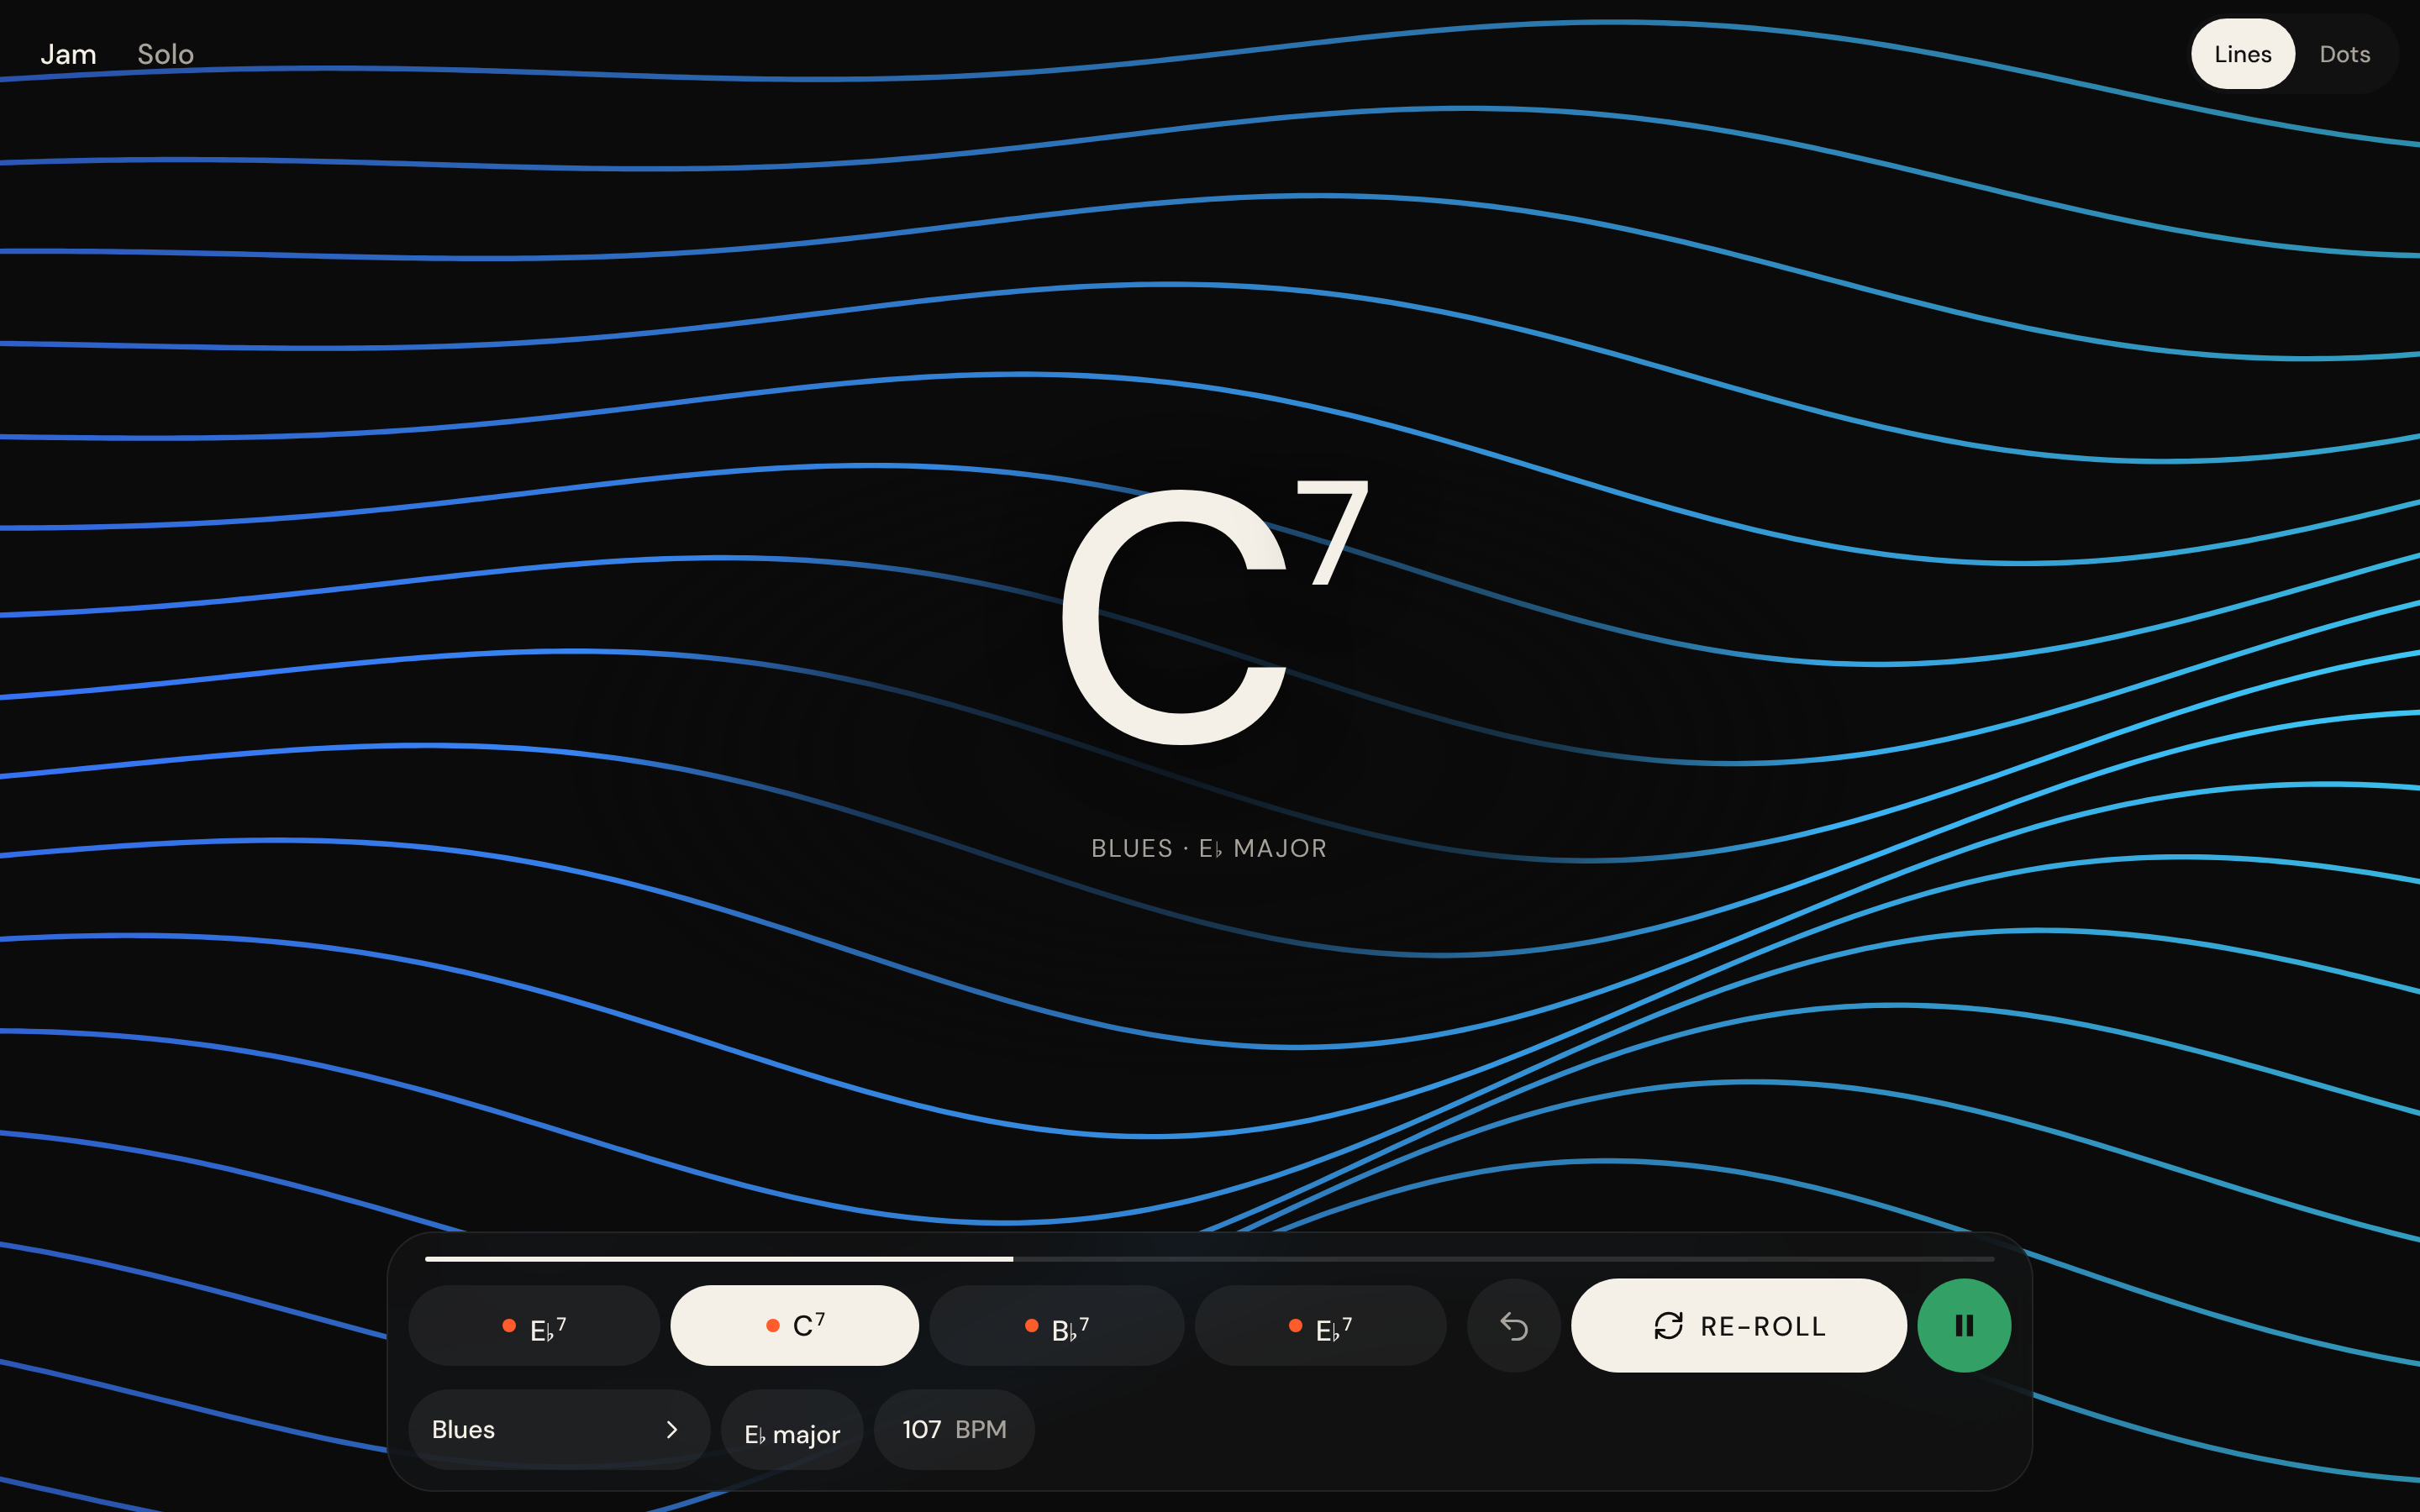 Jam Solo Lines Dots
C⁷
BLUES · E♭ MAJOR
E♭⁷ C⁷ B♭⁷ E♭⁷ RE-ROLL
Blues E♭ major 107 BPM